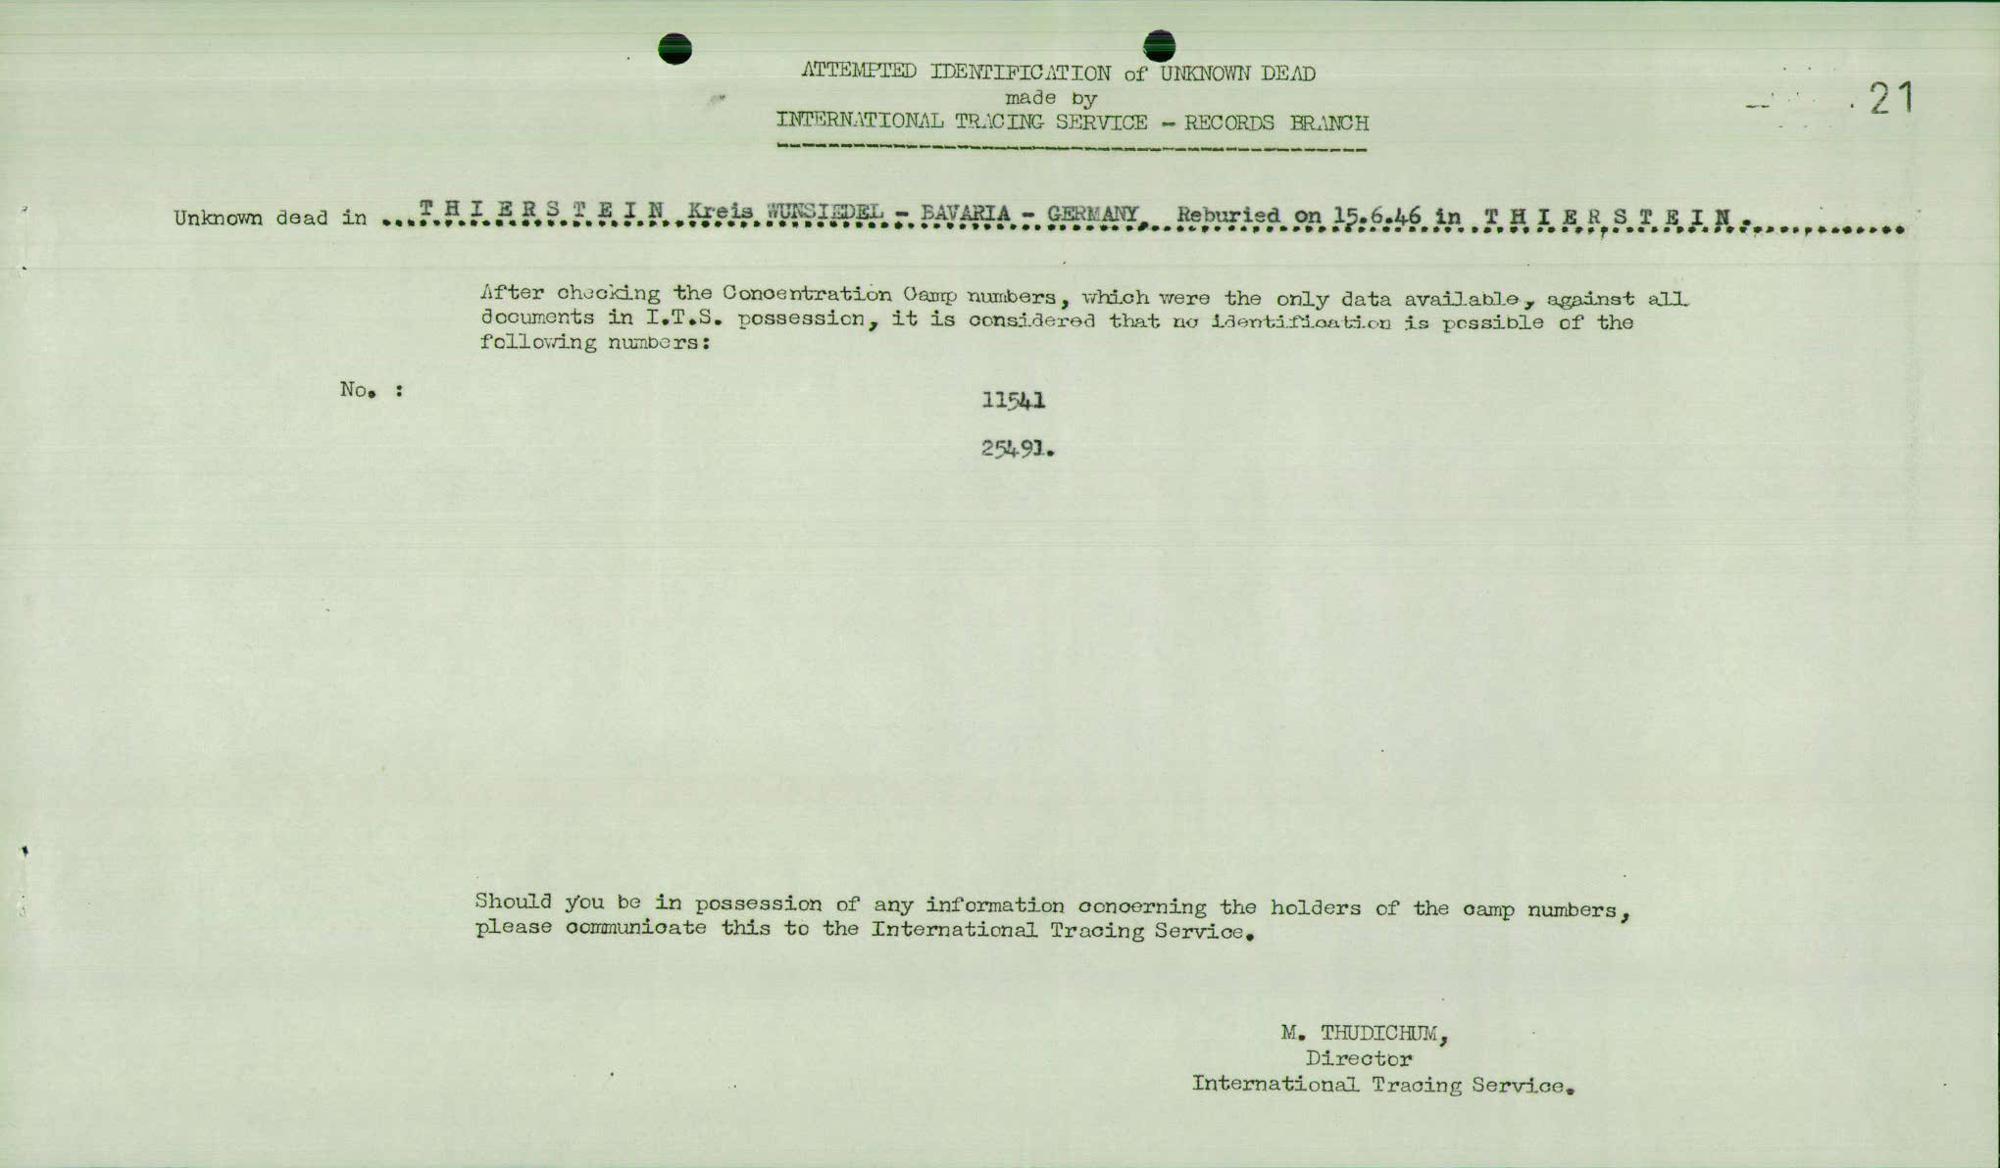 ATTEMPTED IDENTIFICATION of UNKNOWN DEAD
made by
INTERNATIONAL TRACING SERVICE - RECORDS BRANCH
21
Unknown dead in ...T H I E R S T E I N Kreis WUNSIEDEL - BAVARIA - GERMANY. Reburied on 15.6.46 in T H I E R S T E I N.
After checking the Concentration Camp numbers, which were the only data available, against all
documents in I.T.S. possession, it is considered that no identification is possible of the
following numbers:
No. :
11541
25491.
Should you be in possession of any information concerning the holders of the camp numbers,
please communicate this to the International Tracing Service.
M. THUDICHUM,
Director
International Tracing Service.